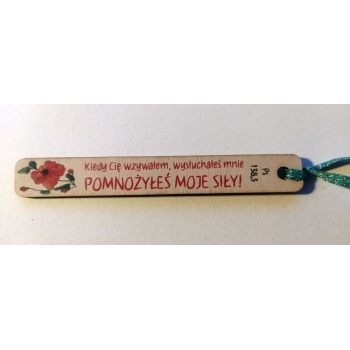 Kiedy Cię wzywałem, wysłuchałeś mnie
POMNOŻYŁEŚ MOJE SIŁY!
Ps
138,3